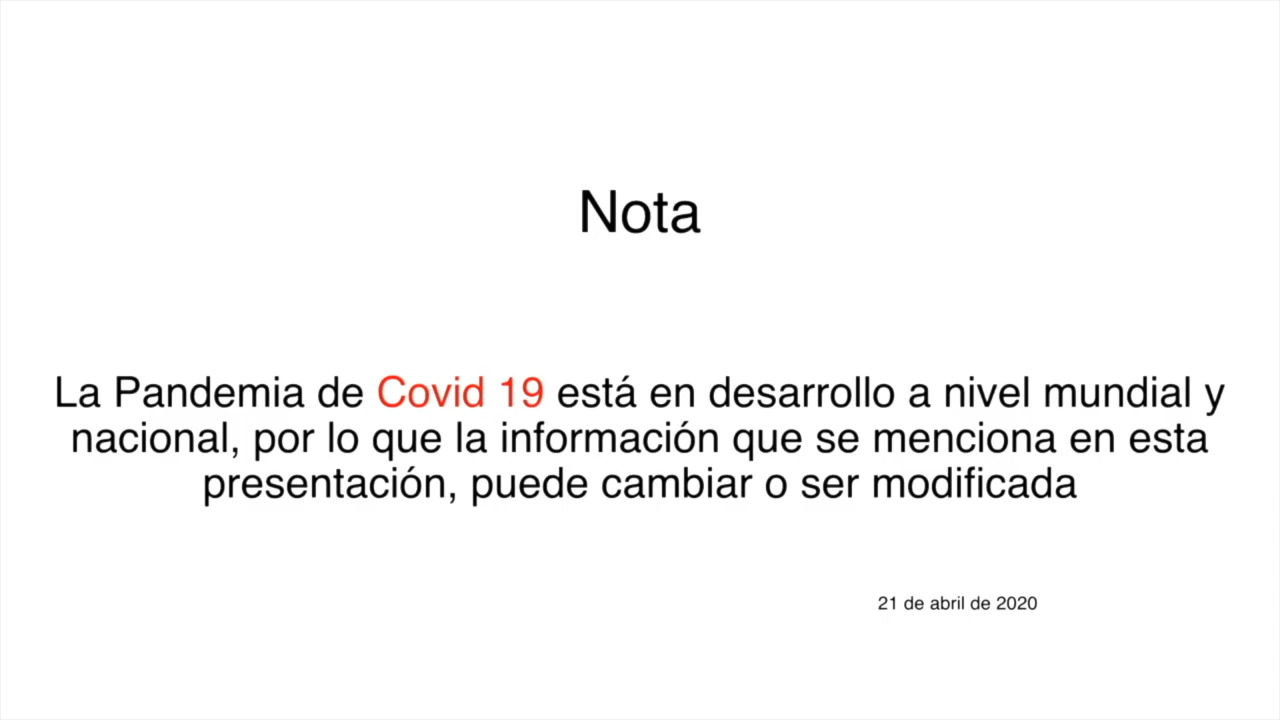 Nota
La Pandemia de Covid 19 está en desarrollo a nivel mundial y
nacional, por lo que la información que se menciona en esta
presentación, puede cambiar o ser modificada
21 de abril de 2020